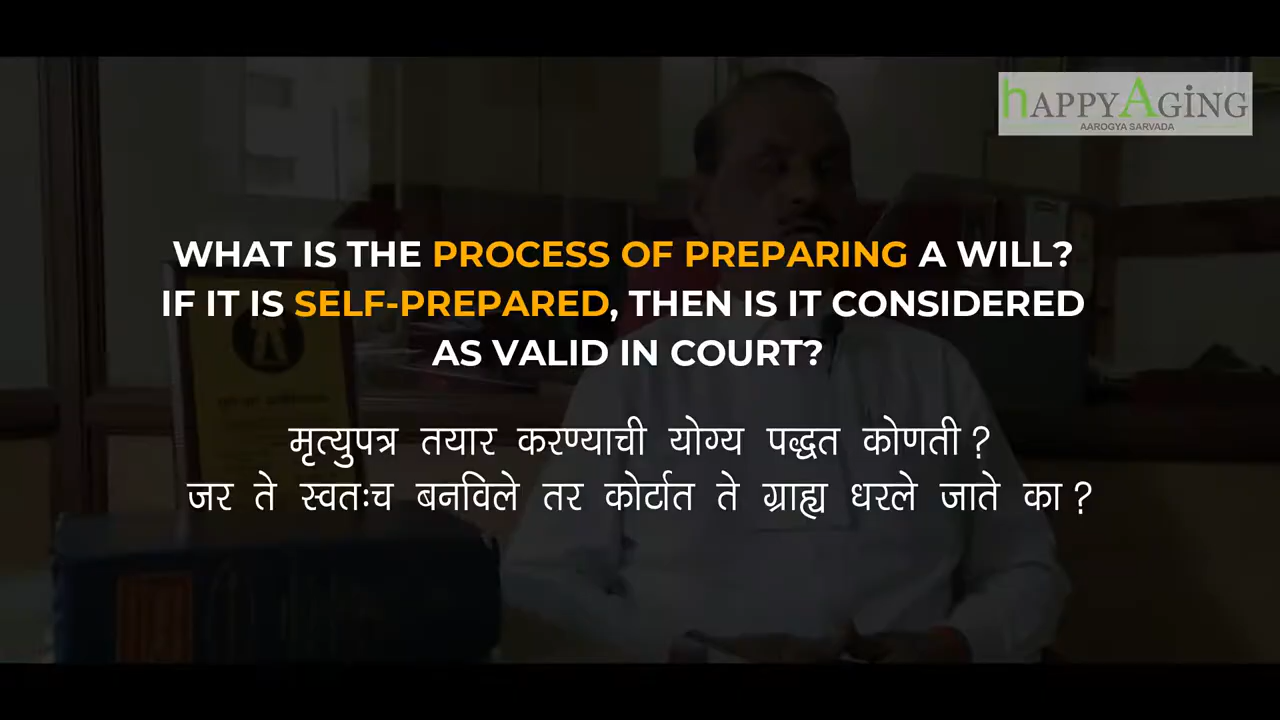 hAPPYAGiNG
AAROGYA SARVADA
WHAT IS THE PROCESS OF PREPARING A WILL?
IF IT IS SELF-PREPARED, THEN IS IT CONSIDERED
AS VALID IN COURT?
मृत्युपत्र तयार करण्याची योग्य पद्धत कोणती ?
जर ते स्वतःच बनविले तर कोर्टात ते ग्राह्य धरले जाते का ?